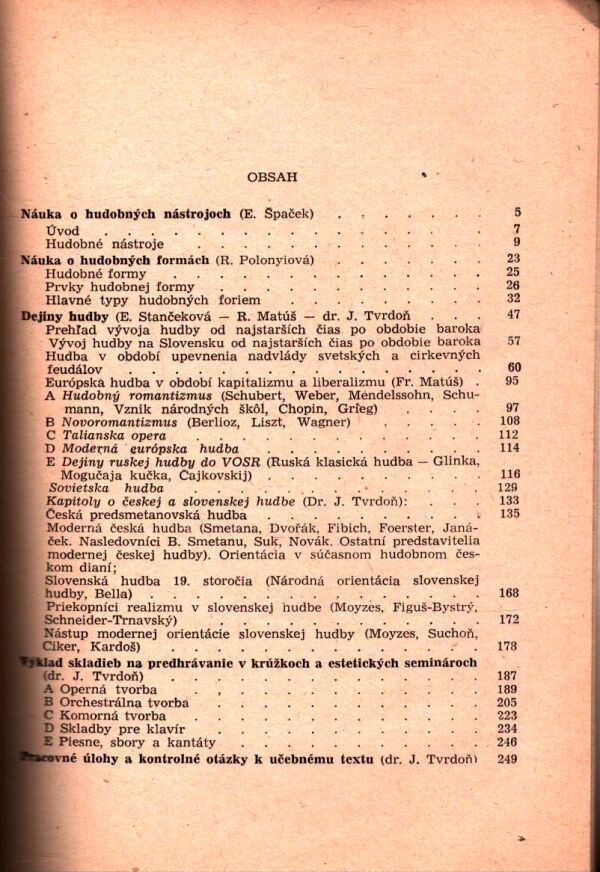 OBSAH
Náuka o hudobných nástrojoch (E. Špaček) . . . . . . . 5
Úvod . . . . . . . . . . . . . . 7
Hudobné nástroje . . . . . . . . . . . 9
Náuka o hudobných formách (R. Polonyiová) . . . . . . . 23
Hudobné formy . . . . . . . . . . . . 25
Prvky hudobnej formy . . . . . . . . . . . 26
Hlavné typy hudobných foriem . . . . . . . . . 32
Dejiny hudby (E. Stančeková — R. Matúš — dr. J. Tvrdoň . . . 47
Prehľad vývoja hudby od najstarších čias po obdobie baroka
Vývoj hudby na Slovensku od najstarších čias po obdobie baroka 57
Hudba v období upevnenia nadvlády svetských a cirkevných
feudálov . . . . . . . . . . . . . . 60
Európska hudba v období kapitalizmu a liberalizmu (Fr. Matúš) . 95
A Hudobný romantizmus (Schubert, Weber, Mendelssohn, Schu-
mann, Vznik národných škôl, Chopin, Grieg) . . . . . 97
B Novoromantizmus (Berlioz, Liszt, Wagner) . . . . . . 108
C Talianska opera . . . . . . . . . . . . 112
D Moderná európska hudba . . . . . . . . . . 114
E Dejiny ruskej hudby do VOSR (Ruská klasická hudba — Glinka,
Mogučaja kučka, Čajkovskij) . . . . . . . . . 116
Sovietska hudba . . . . . . . . . . . . 129
Kapitoly o českej a slovenskej hudbe (Dr. J. Tvrdoň): . . . 133
Česká predsmetanovská hudba . . . . . . . . . 135
Moderná česká hudba (Smetana, Dvořák, Fibich, Foerster, Janá-
ček. Nasledovníci B. Smetanu, Suk, Novák. Ostatní predstavitelia
modernej českej hudby). Orientácia v súčasnom hudobnom čes-
kom dianí;
Slovenská hudba 19. storočia (Národná orientácia slovenskej
hudby, Bella) . . . . . . . . . . . . . 168
Priekopníci realizmu v slovenskej hudbe (Moyzes, Figuš-Bystrý,
Schneider-Trnavský) . . . . . . . . . . . 172
Nástup modernej orientácie slovenskej hudby (Moyzes, Suchoň,
Cíker, Kardoš) . . . . . . . . . . . . . 178
Výklad skladieb na predhrávanie v krúžkoch a estetických seminároch
(dr. J. Tvrdoň) . . . . . . . . . . . . . 187
A Operná tvorba . . . . . . . . . . . . 189
B Orchestrálna tvorba . . . . . . . . . . . 205
C Komorná tvorba . . . . . . . . . . . . 223
D Skladby pre klavír . . . . . . . . . . . 234
E Piesne, sbory a kantáty . . . . . . . . . . 246
Pracovné úlohy a kontrolné otázky k učebnému textu (dr. J. Tvrdoň) 249